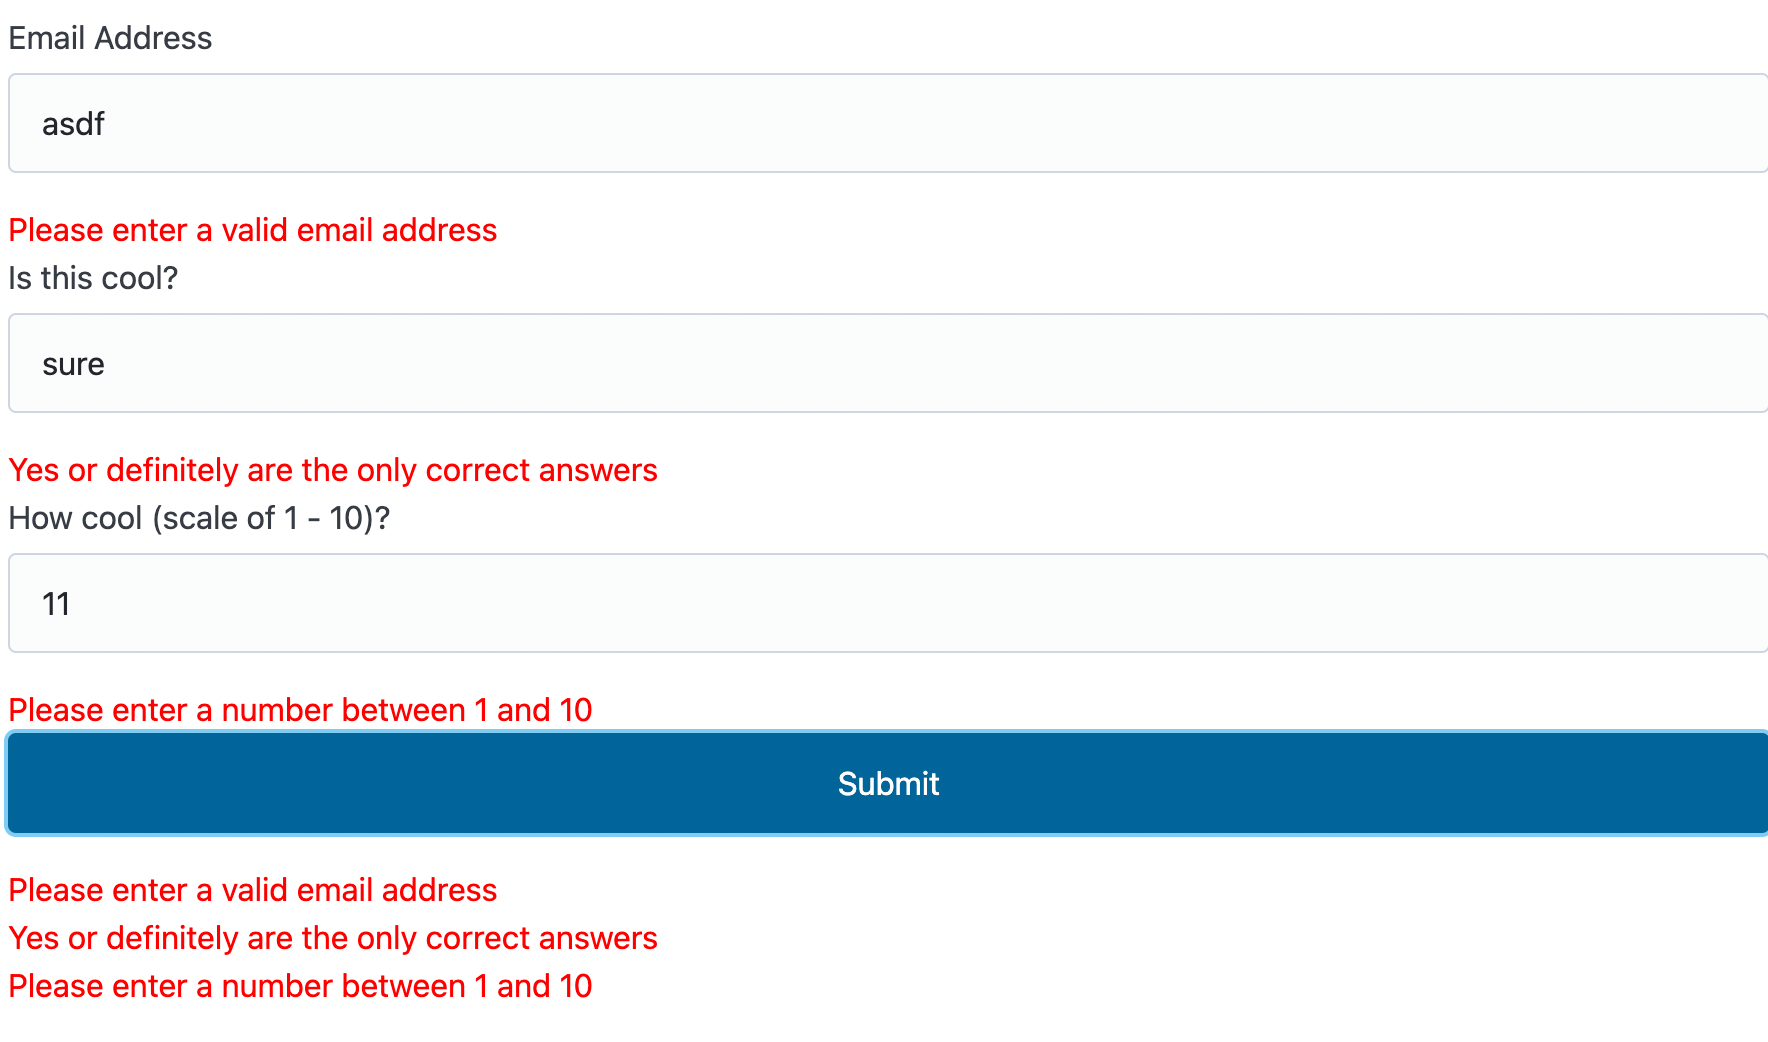 Email Address
asdf
Please enter a valid email address
Is this cool?
sure
Yes or definitely are the only correct answers
How cool (scale of 1 - 10)?
11
Please enter a number between 1 and 10
Submit
Please enter a valid email address
Yes or definitely are the only correct answers
Please enter a number between 1 and 10